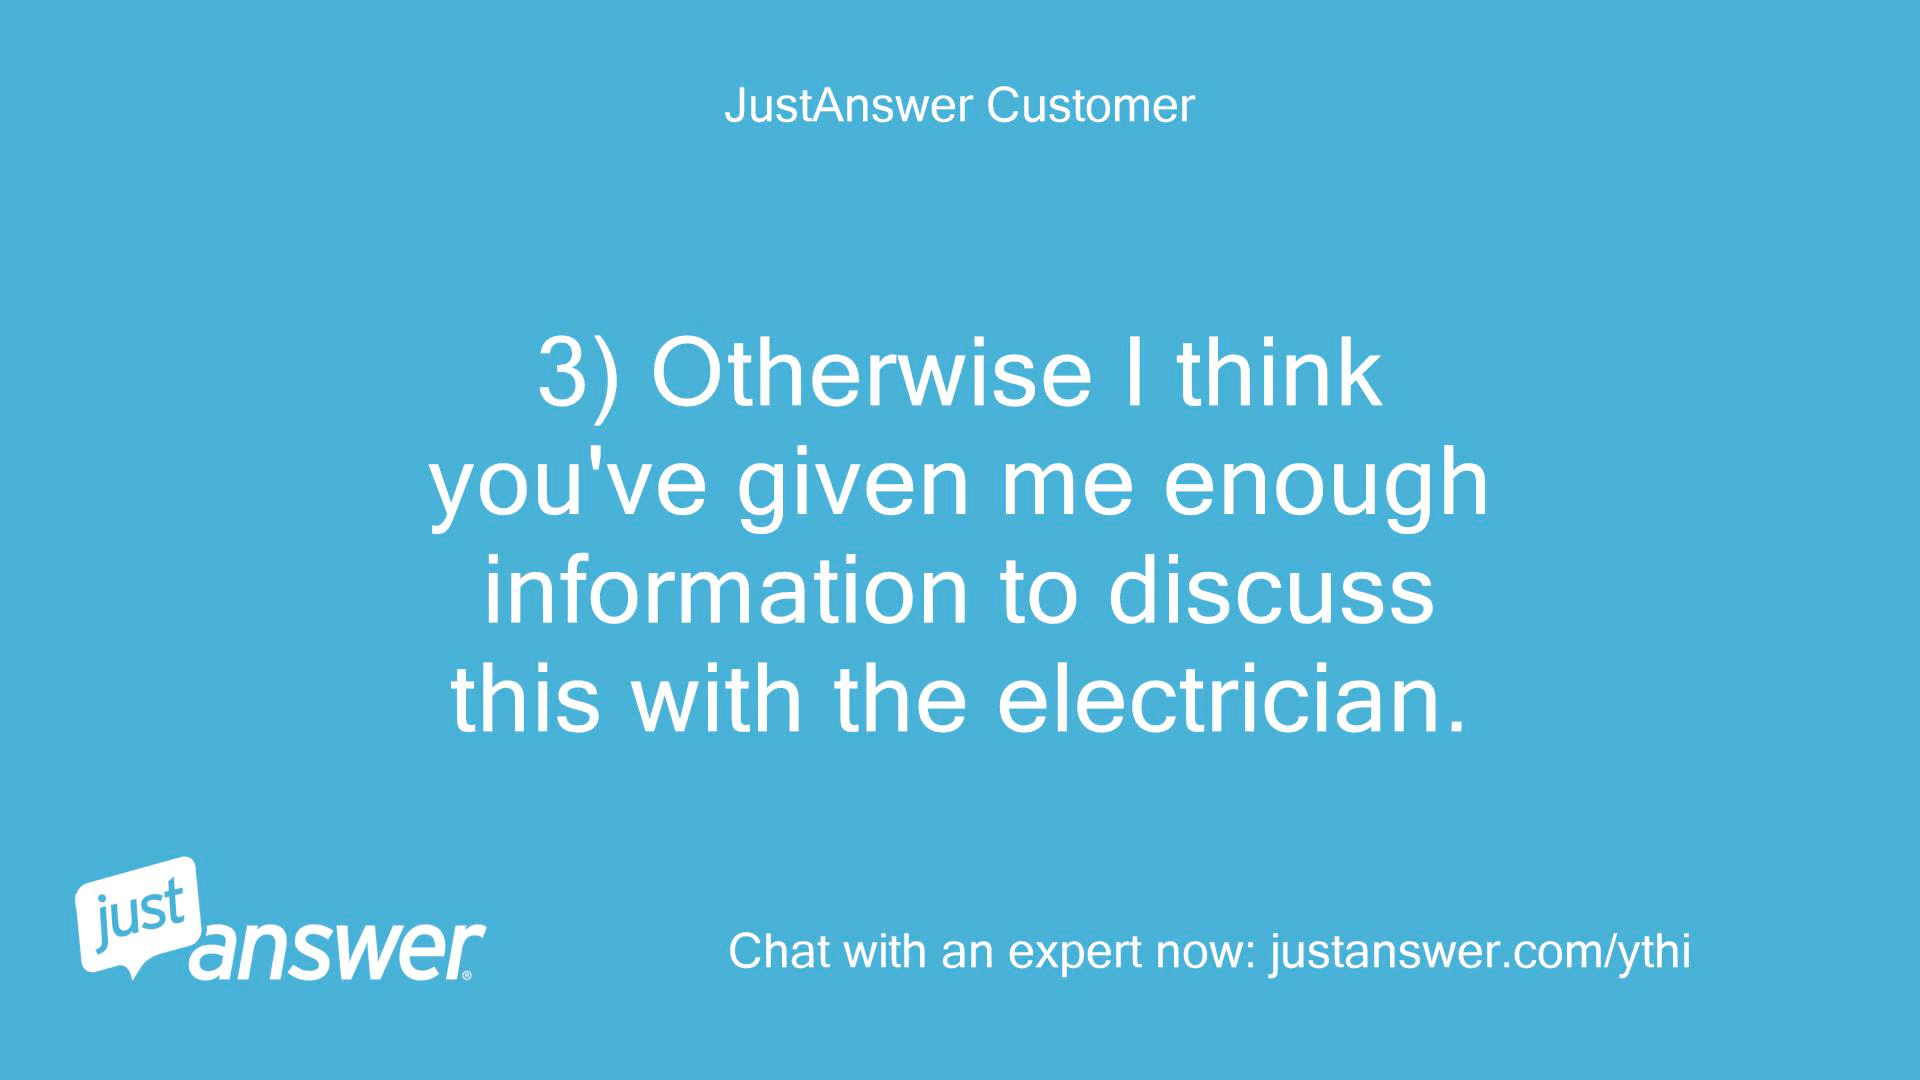 JustAnswer Customer
3) Otherwise I think
you've given me enough
information to discuss
this with the electrician.
just
answer®
Chat with an expert now: justanswer.com/ythi